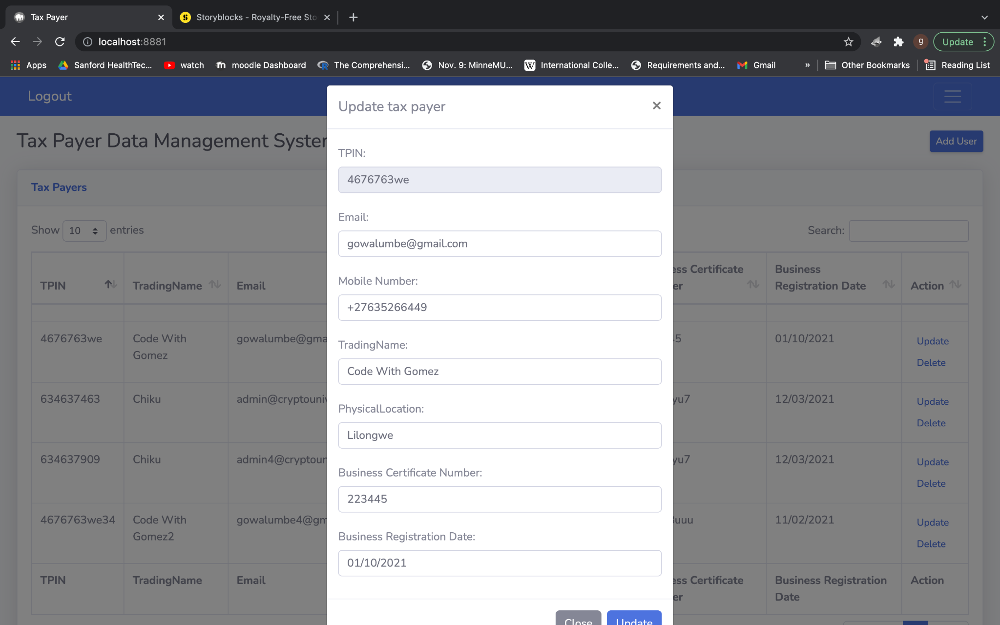 Tax Payer
Storyblocks - Royalty-Free Sto
localhost:8881
g
Update
Apps
Sanford HealthTec...
watch
moodle Dashboard
The Comprehensi...
Nov. 9: MinneMU...
International Colle...
Requirements and...
Gmail
»
Other Bookmarks
Reading List
Logout
Tax Payer Data Management System
Add User
Tax Payers
Show 10 entries
Search:
TPIN TradingName Email
ess Certificate
er
Business
Registration Date
Action
4676763we
Code With
Gomez
gowalumbe@gma
45
01/10/2021
Update
Delete
634637463
Chiku
admin@cryptouniv
yu7
12/03/2021
Update
Delete
634637909
Chiku
admin4@cryptoun
yu7
12/03/2021
Update
Delete
4676763we34
Code With
Gomez2
gowalumbe4@gm
3uuu
11/02/2021
Update
Delete
TPIN TradingName Email
ess Certificate
er
Business Registration
Date
Action
Update tax payer
×
TPIN:
4676763we
Email:
gowalumbe@gmail.com
Mobile Number:
+27635266449
TradingName:
Code With Gomez
PhysicalLocation:
Lilongwe
Business Certificate Number:
223445
Business Registration Date:
01/10/2021
Close
Update